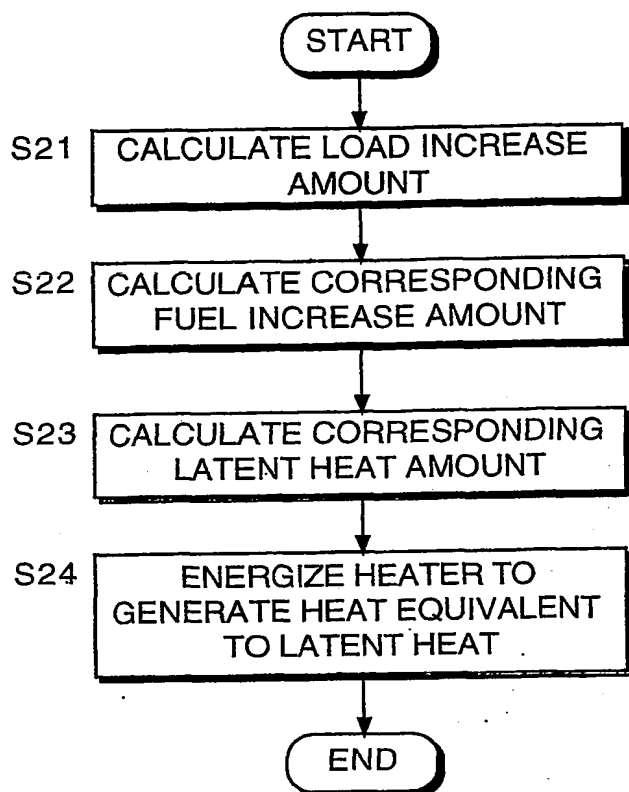 START
S21
CALCULATE LOAD INCREASE
AMOUNT
S22
CALCULATE CORRESPONDING
FUEL INCREASE AMOUNT
S23
CALCULATE CORRESPONDING
LATENT HEAT AMOUNT
S24
ENERGIZE HEATER TO
GENERATE HEAT EQUIVALENT
TO LATENT HEAT
END